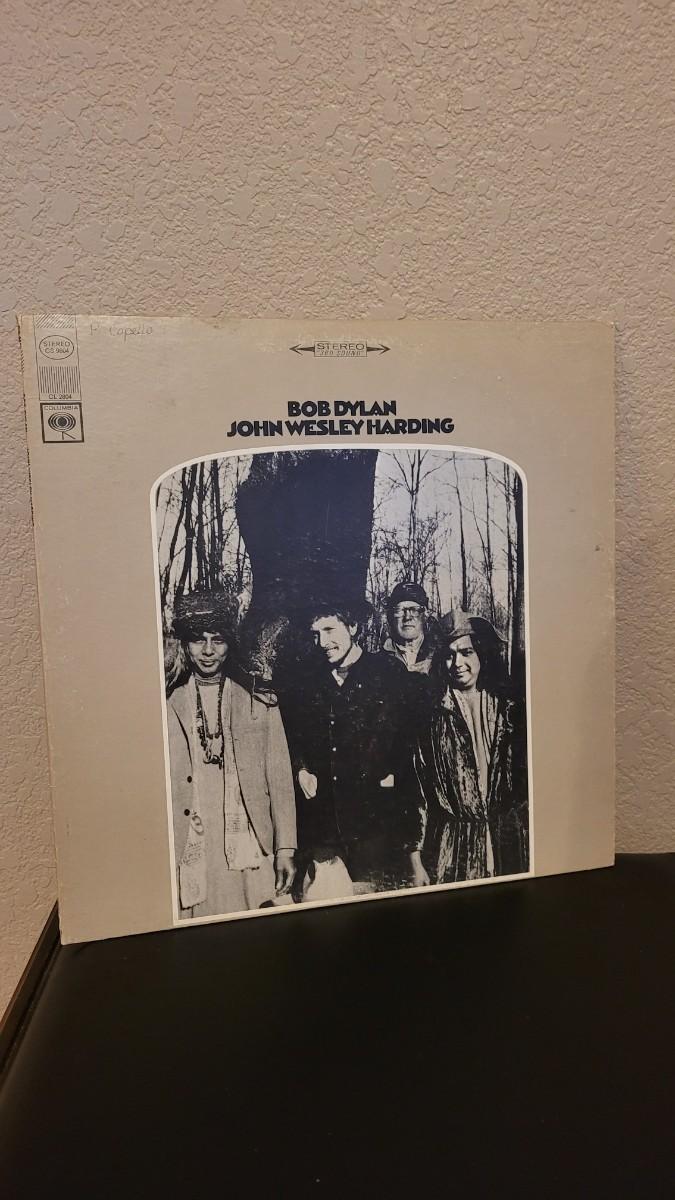 P. Capello
STEREO
CS 9604
CL 2804
COLUMBIA
STEREO
"360 SOUND"
BOB DYLAN
JOHN WESLEY HARDING